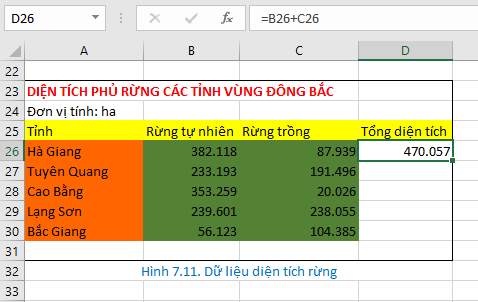 D26 =B26+C26
A B C D
22
23 DIỆN TÍCH PHỦ RỪNG CÁC TỈNH VÙNG ĐÔNG BẮC
24 Đơn vị tính: ha
25 Tỉnh Rừng tự nhiên Rừng trồng Tổng diện tích
26 Hà Giang 382.118 87.939 470.057
27 Tuyên Quang 233.193 191.496
28 Cao Bằng 353.259 20.026
29 Lạng Sơn 239.601 238.055
30 Bắc Giang 56.123 104.385
31
32 Hình 7.11. Dữ liệu diện tích rừng
33